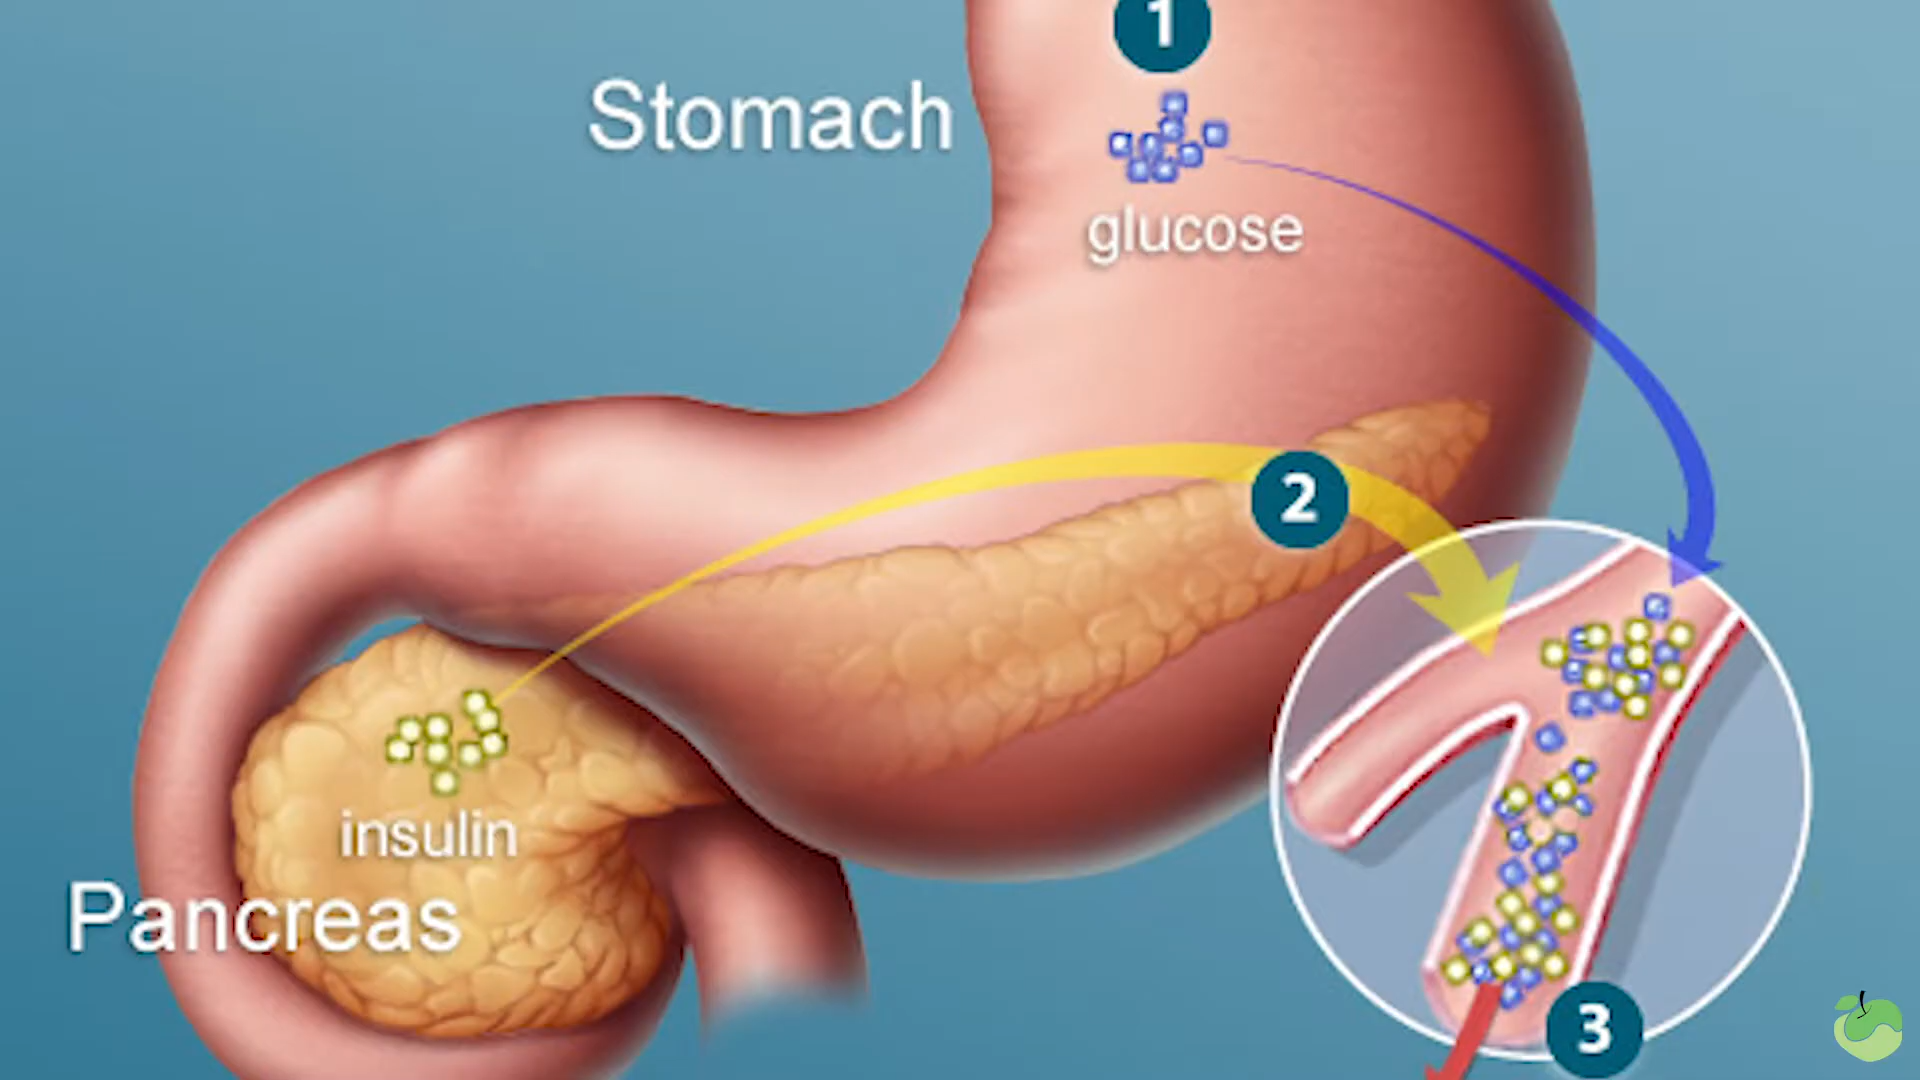 1
Stomach
glucose
2
insulin
Pancreas
3